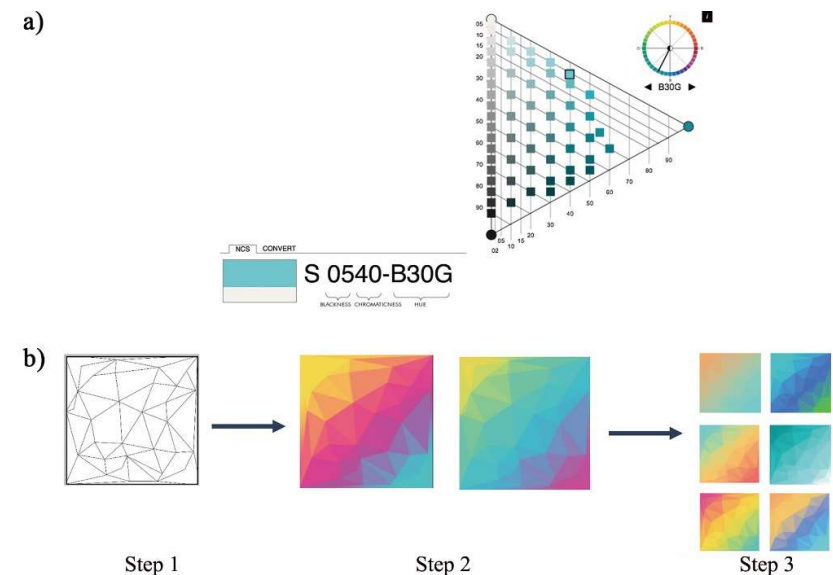 a)
05
10
15
20
30
40
50
60
70
80
90
90
80
70
60
50
40
30
20
15
10
05
02
i
B30G
NCS CONVERT
S 0540-B30G
BLACKNESS CHROMATICNESS HUE
b)
Step 1 Step 2 Step 3